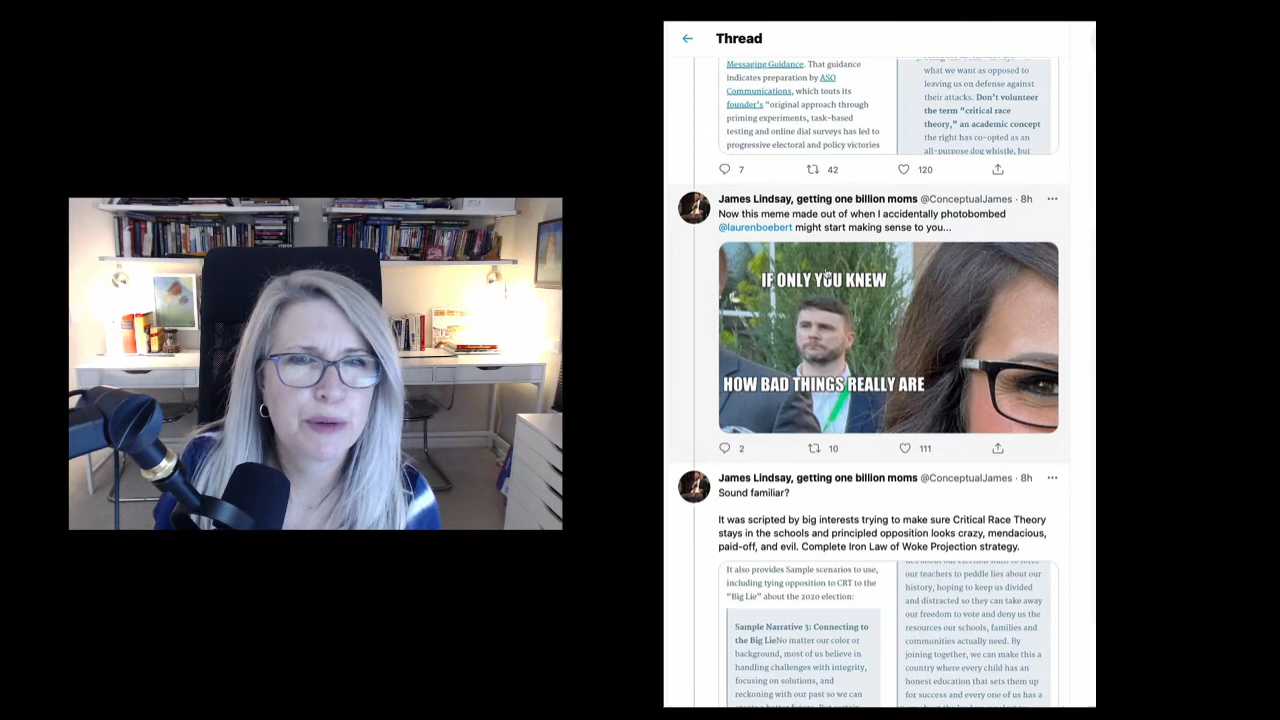 Thread
Messaging Guidance. That guidance
indicates preparation by ASO
Communications, which touts its
founder's "original approach through
priming experiments, task-based
testing and online dial surveys has led to
progressive electoral and policy victories
what we want as opposed to
leaving us on defense against
their attacks. Don't volunteer
the term "critical race
theory," an academic concept
the right has co-opted as an
all-purpose dog whistle, but
7
42
120
James Lindsay, getting one billion moms @ConceptualJames · 8h
Now this meme made out of when I accidentally photobombed
@laurenboebert might start making sense to you...
IF ONLY YOU KNEW
HOW BAD THINGS REALLY ARE
2
10
111
James Lindsay, getting one billion moms @ConceptualJames · 8h
Sound familiar?
It was scripted by big interests trying to make sure Critical Race Theory
stays in the schools and principled opposition looks crazy, mendacious,
paid-off, and evil. Complete Iron Law of Woke Projection strategy.
It also provides Sample scenarios to use,
including tying opposition to CRT to the
"Big Lie" about the 2020 election:
Sample Narrative 3: Connecting to
the Big LieNo matter our color or
background, most of us believe in
handling challenges with integrity,
focusing on solutions, and
reckoning with our past so we can
our teachers to peddle lies about our
history, hoping to keep us divided
and distracted so they can take away
our freedom to vote and deny us the
resources our schools, families and
communities actually need. By
joining together, we can make this a
country where every child has an
honest education that sets them up
for success and every one of us has a